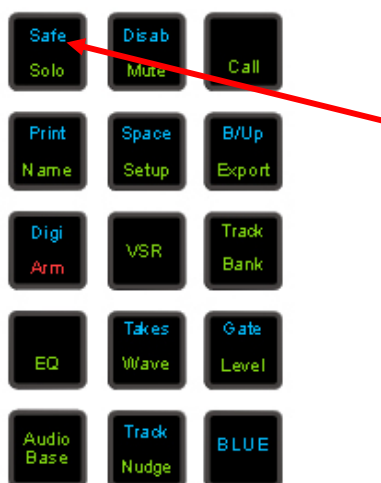 Safe
Solo
Disab
Mute
Call
Print
Name
Space
Setup
B/Up
Export
Digi
Arm
VSR
Track
Bank
EQ
Takes
Wave
Gate
Level
Audio
Base
Track
Nudge
BLUE